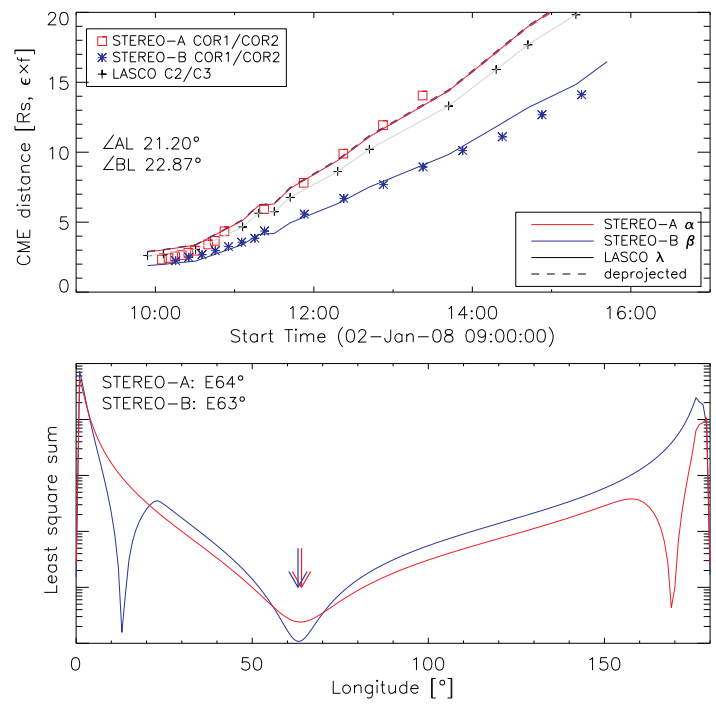 20
15
10
5
0
CME distance [Rs, ϵ×f]
STEREO-A COR1/COR2
STEREO-B COR1/COR2
LASCO C2/C3
∠AL 21.20°
∠BL 22.87°
STEREO-A α
STEREO-B β
LASCO λ
deprojected
10:00 12:00 14:00 16:00
Start Time (02-Jan-08 09:00:00)
STEREO-A: E64°
STEREO-B: E63°
Least square sum
0 50 100 150
Longitude [°]